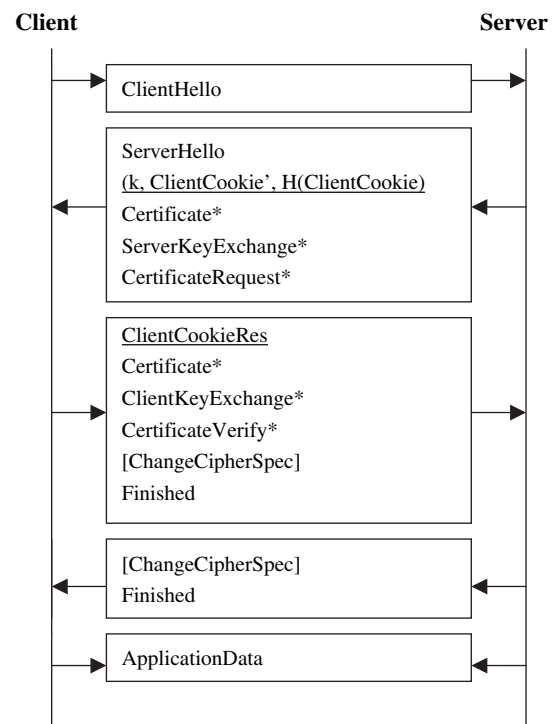 Client Server
ClientHello
ServerHello
(k, ClientCookie’, H(ClientCookie)
Certificate*
ServerKeyExchange*
CertificateRequest*
ClientCookieRes
Certificate*
ClientKeyExchange*
CertificateVerify*
[ChangeCipherSpec]
Finished
[ChangeCipherSpec]
Finished
ApplicationData